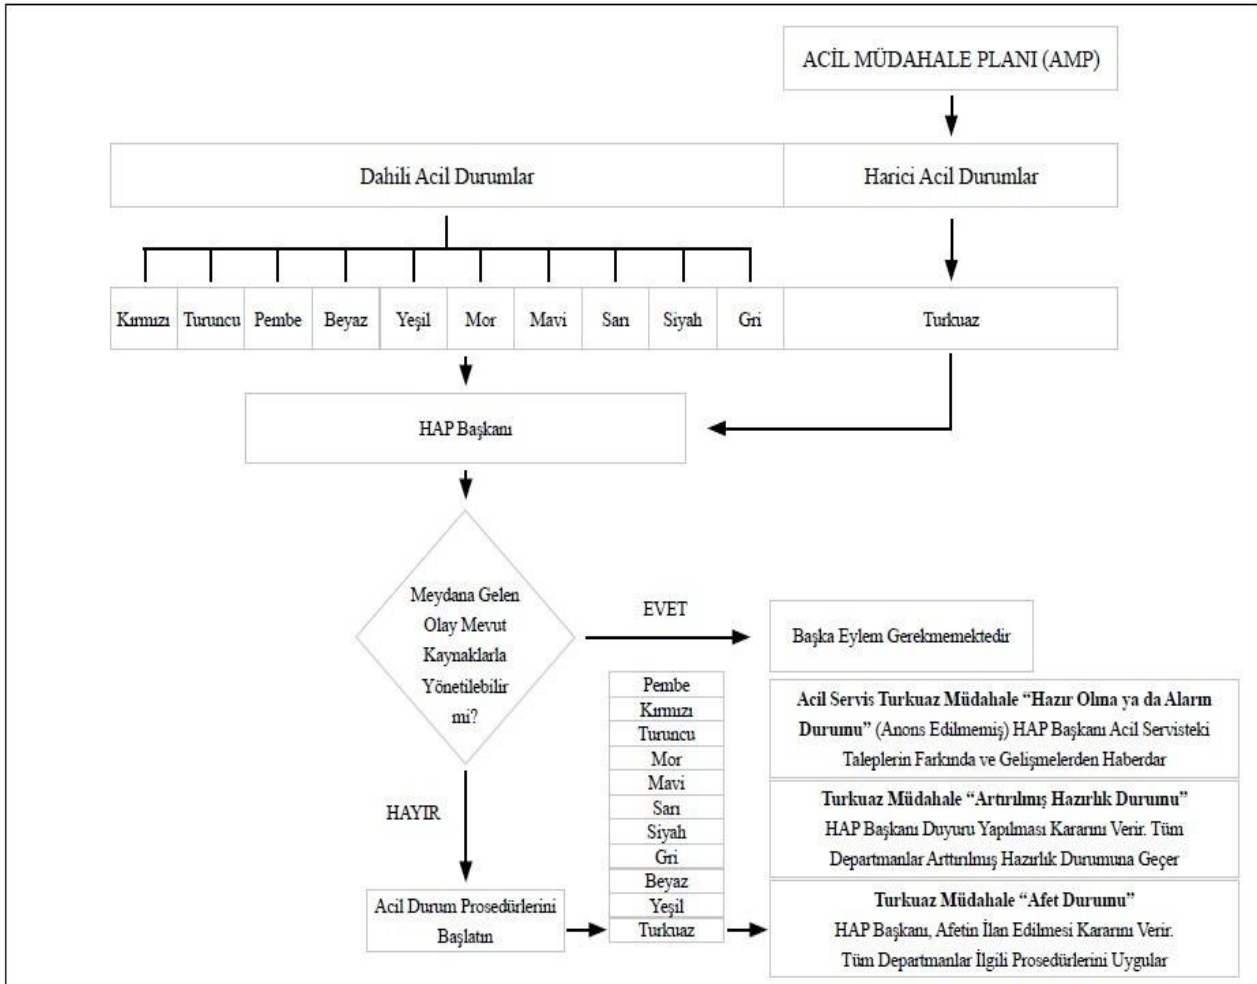 ACİL MÜDAHALE PLANI (AMP)
Dahili Acil Durumlar
Harici Acil Durumlar
Kırmızı
Turuncu
Pembe
Beyaz
Yeşil
Mor
Mavi
Sarı
Siyah
Gri
Turkuaz
HAP Başkanı
Meydana Gelen
Olay Mevut
Kaynaklarla
Yönetilebilir
mi?
EVET
Başka Eylem Gerekmemektedir
HAYIR
Acil Durum Prosedürlerini
Başlatın
Pembe
Kırmızı
Turuncu
Mor
Mavi
Sarı
Siyah
Gri
Beyaz
Yeşil
Turkuaz
Acil Servis Turkuaz Müdahale “Hazır Olma ya da Alarm
Durumu” (Anons Edilmemiş) HAP Başkanı Acil Servisteki
Taleplerin Farkında ve Gelişmelerden Haberdar
Turkuaz Müdahale “Artırılmış Hazırlık Durumu”
HAP Başkanı Duyuru Yapılması Kararını Verir. Tüm
Departmanlar Arttırılmış Hazırlık Durumuna Geçer
Turkuaz Müdahale “Afet Durumu”
HAP Başkanı, Afetin İlan Edilmesi Kararını Verir.
Tüm Departmanlar İlgili Prosedürlerini Uygular